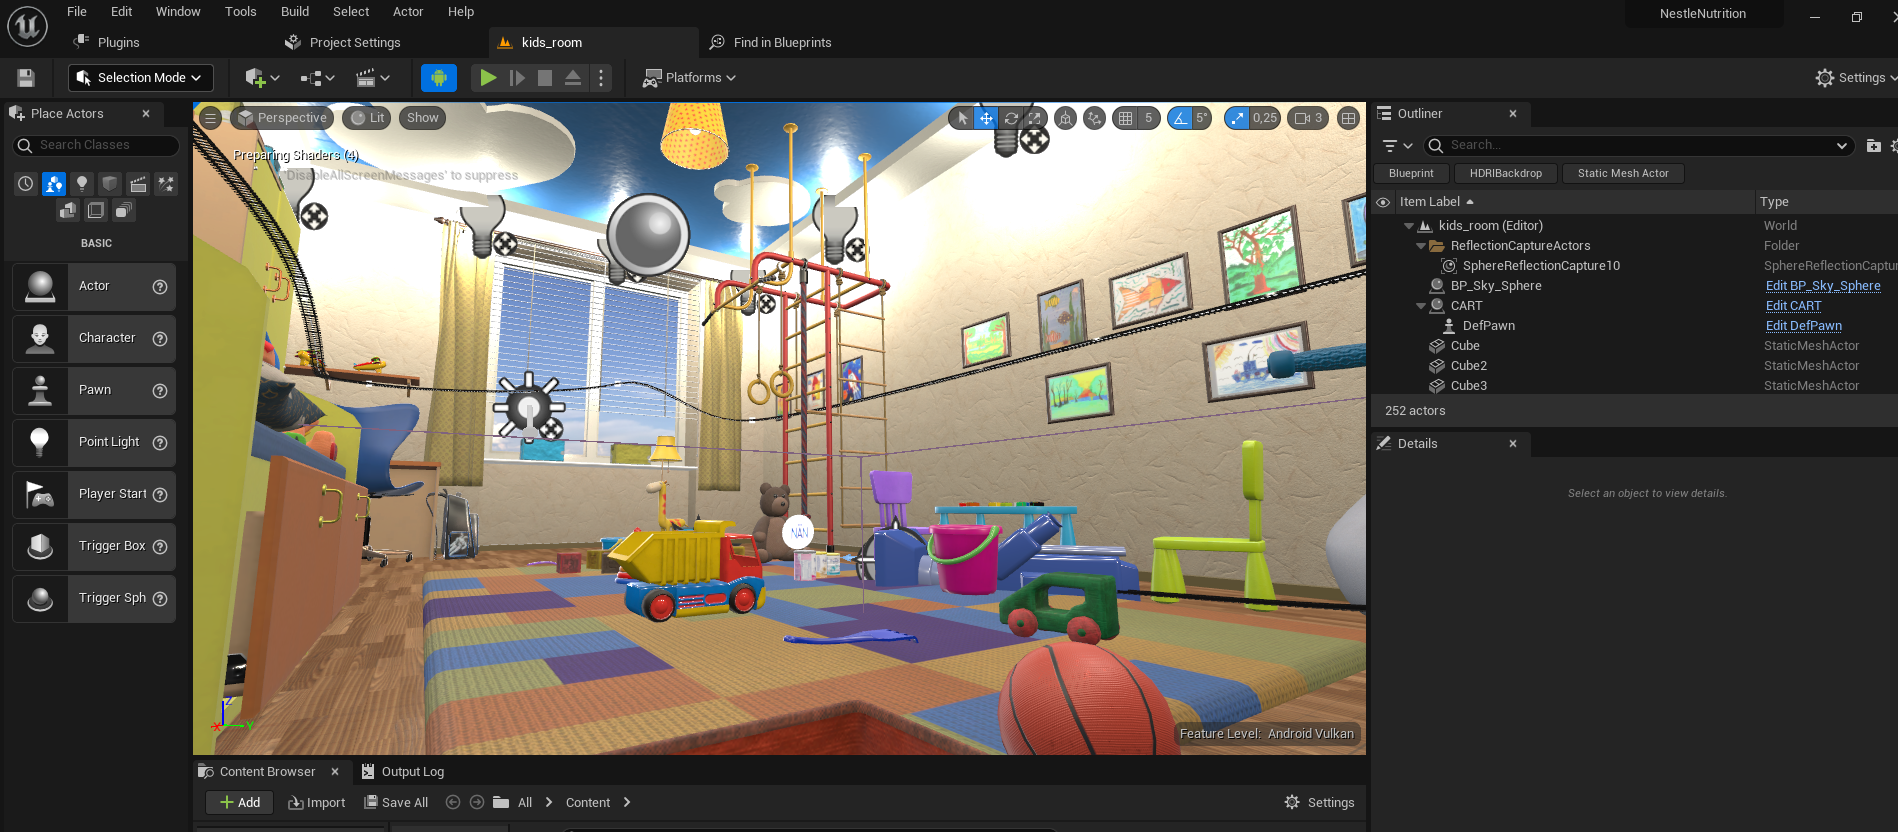 File Edit Window Tools Build Select Actor Help
NestleNutrition
Plugins
Project Settings
kids_room
Find in Blueprints
Selection Mode
Platforms
Settings
Place Actors
Search Classes
BASIC
Actor
Character
Pawn
Point Light
Player Start
Trigger Box
Trigger Sph
Perspective
Lit
Show
5
5°
0,25
3
Preparing Shaders (4)
'DisableAllScreenMessages' to suppress
NAN
X
Y
Z
Feature Level: Android Vulkan
Outliner
Search...
Blueprint
HDRIBackdrop
Static Mesh Actor
Item Label Type
kids_room (Editor) World
ReflectionCaptureActors Folder
SphereReflectionCapture10 SphereReflectionCaptur
BP_Sky_Sphere Edit BP_Sky_Sphere
CART Edit CART
DefPawn Edit DefPawn
Cube StaticMeshActor
Cube2 StaticMeshActor
Cube3 StaticMeshActor
252 actors
Details
Select an object to view details.
Content Browser
Output Log
Add
Import
Save All
All
Content
Settings